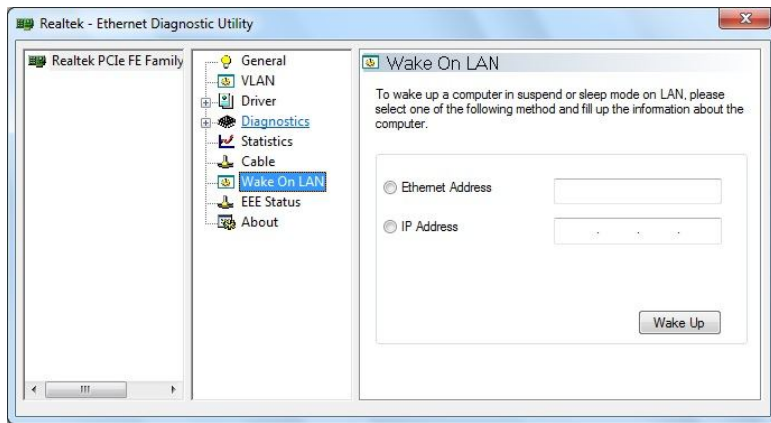 Realtek - Ethernet Diagnostic Utility
Realtek PCIe FE Family
General
VLAN
Driver
Diagnostics
Statistics
Cable
Wake On LAN
EEE Status
About
Wake On LAN
To wake up a computer in suspend or sleep mode on LAN, please
select one of the following method and fill up the information about the
computer.
Ethernet Address
IP Address
. . .
Wake Up